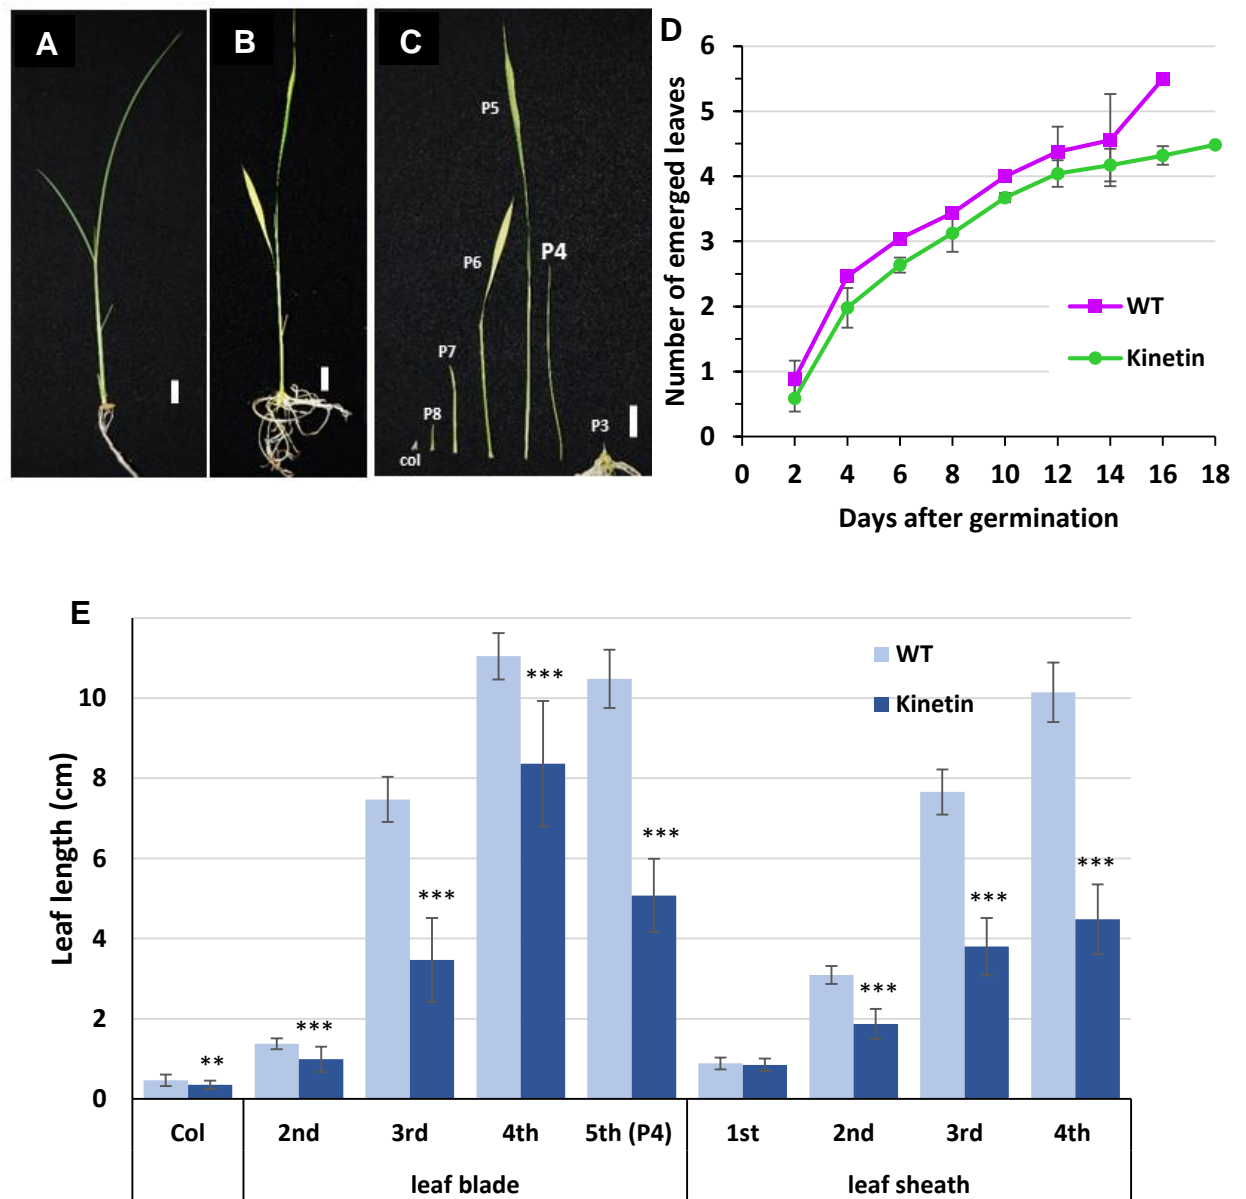 A
B
C
P5
P6
P4
P7
P8
col
P3
D
Number of emerged leaves
6
5
4
3
2
1
0
WT
Kinetin
0 2 4 6 8 10 12 14 16 18
Days after germination
E
Leaf length (cm)
10
8
6
4
2
0
WT
Kinetin
**
***
***
***
***
***
***
***
Col 2nd 3rd 4th 5th (P4) 1st 2nd 3rd 4th
leaf blade leaf sheath